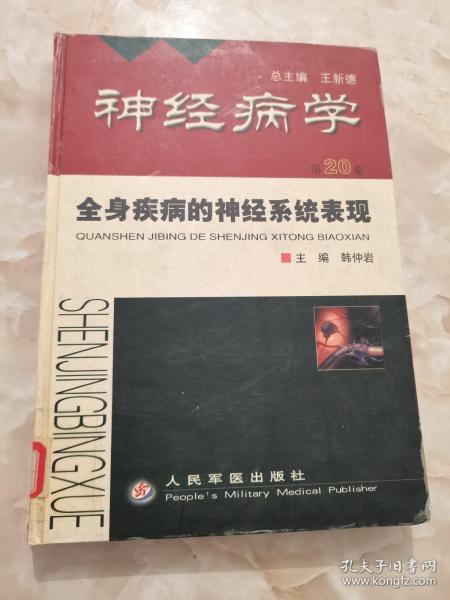 总主编 王新德
神经病学
第20卷
全身疾病的神经系统表现
QUANSHEN JIBING DE SHENJING XITONG BIAOXIAN
■主 编 韩仲岩
SHENJINGBINGXUE
人民军医出版社
People's Military Medical Publisher
孔夫子旧书网
www.kongfz.com